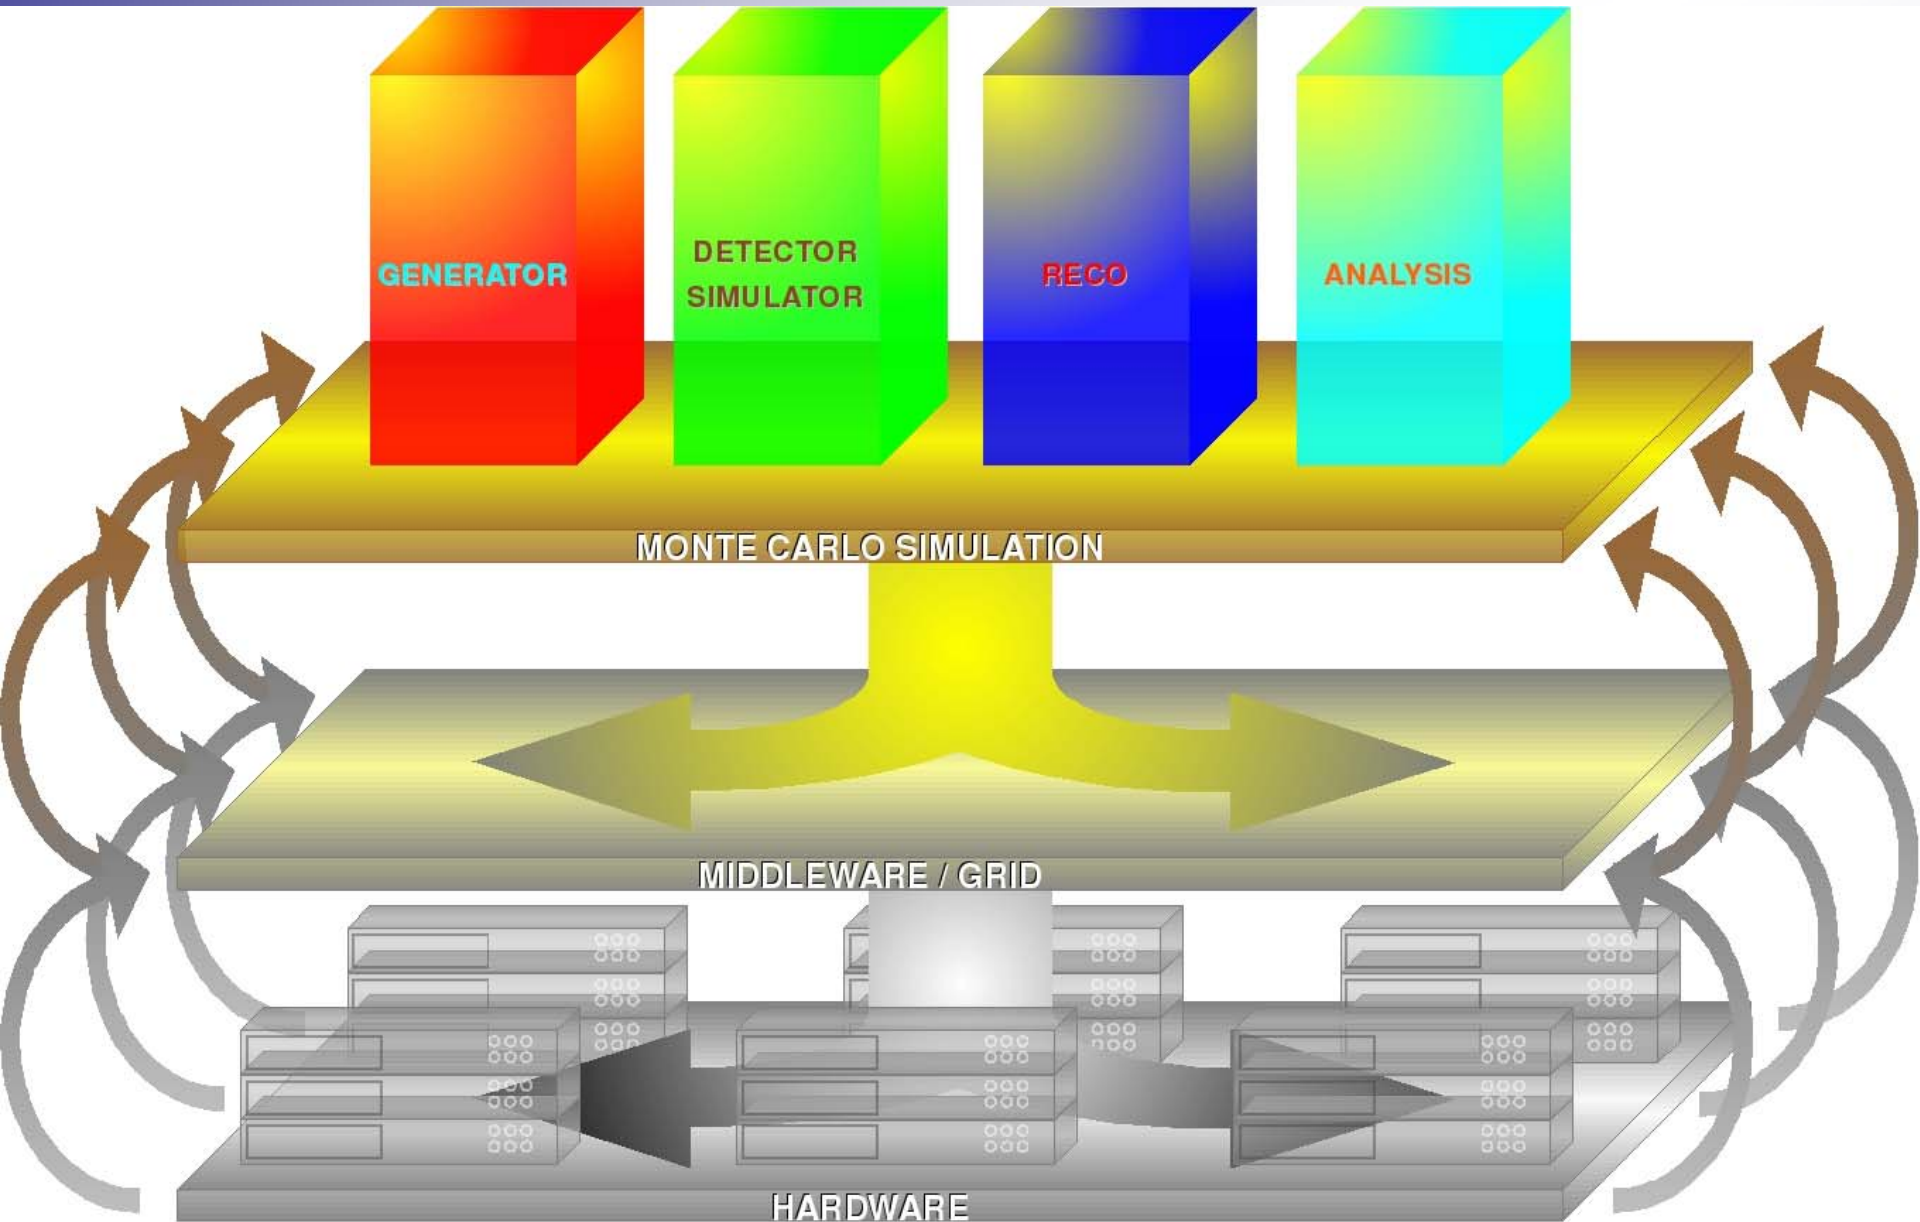 GENERATOR
DETECTOR
SIMULATOR
RECO
ANALYSIS
MONTE CARLO SIMULATION
MIDDLEWARE / GRID
HARDWARE